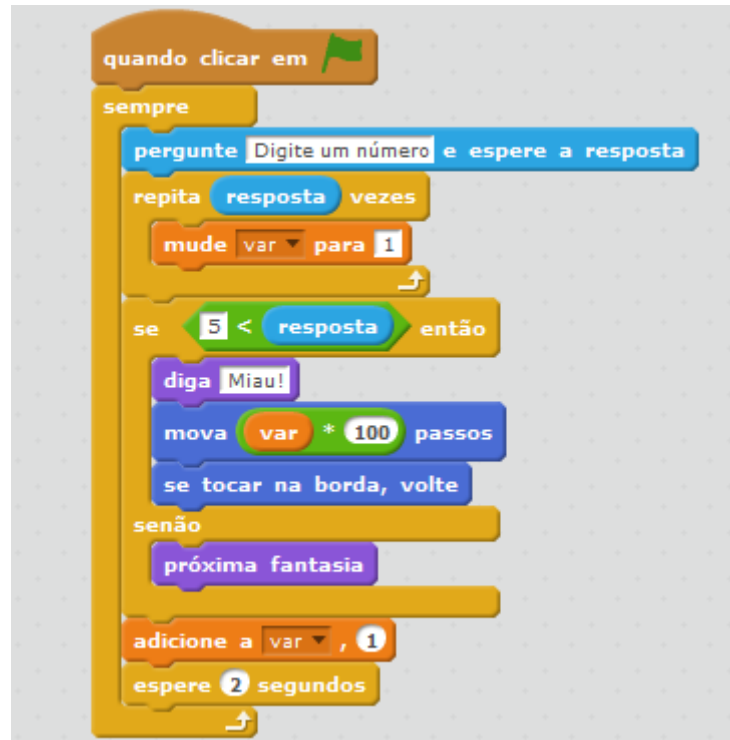 quando clicar em
sempre
pergunte Digite um número e espere a resposta
repita resposta vezes
mude var para 1
se 5 < resposta então
diga Miau!
mova var * 100 passos
se tocar na borda, volte
senão
próxima fantasia
adicione a var , 1
espere 2 segundos